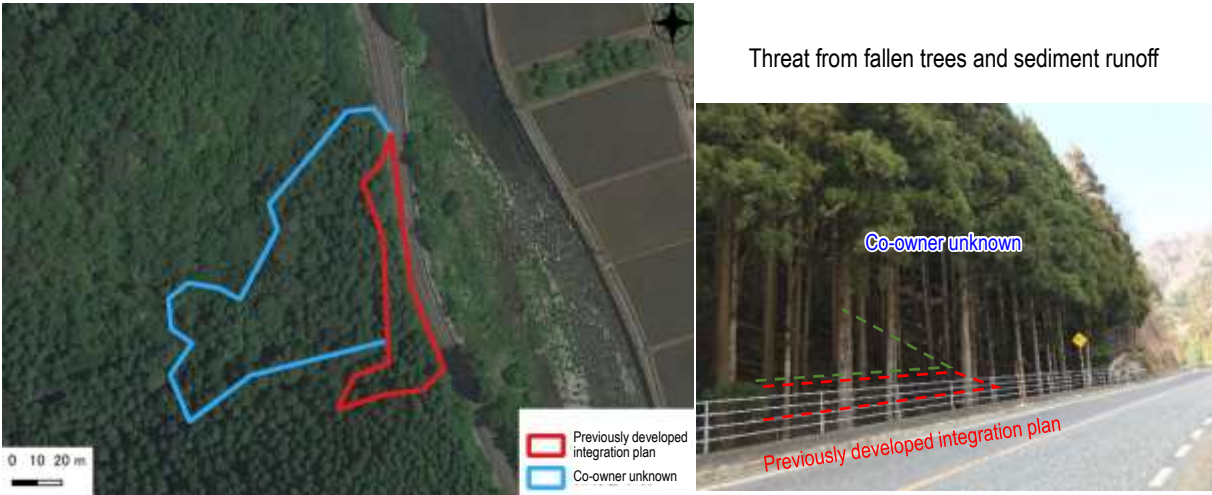 Threat from fallen trees and sediment runoff
Co-owner unknown
Previously developed integration plan
Previously developed
integration plan
Co-owner unknown
0 10 20 m